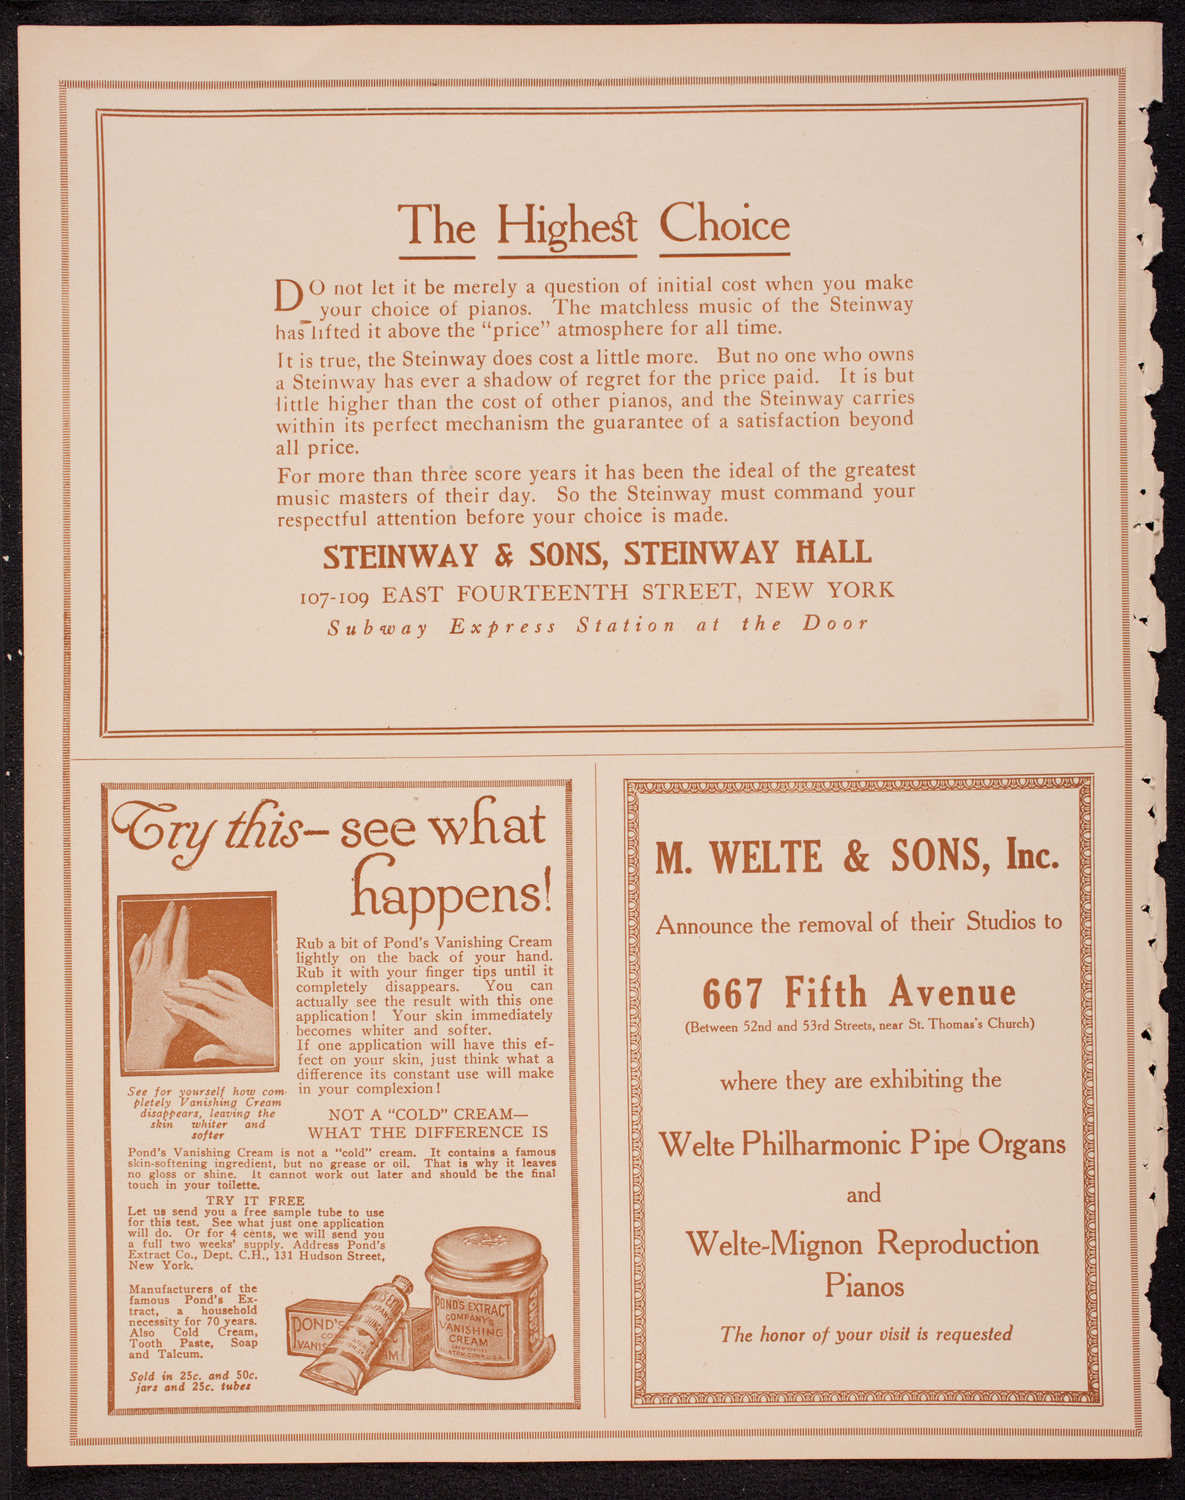 The Highest Choice
DO not let it be merely a question of initial cost when you make
your choice of pianos. The matchless music of the Steinway
has lifted it above the "price" atmosphere for all time.
It is true, the Steinway does cost a little more. But no one who owns
a Steinway has ever a shadow of regret for the price paid. It is but
little higher than the cost of other pianos, and the Steinway carries
within its perfect mechanism the guarantee of a satisfaction beyond
all price.
For more than three score years it has been the ideal of the greatest
music masters of their day. So the Steinway must command your
respectful attention before your choice is made.
STEINWAY & SONS, STEINWAY HALL
107-109 EAST FOURTEENTH STREET, NEW YORK
Subway Express Station at the Door
Try this—see what
happens!
Rub a bit of Pond's Vanishing Cream
lightly on the back of your hand.
Rub it with your finger tips until it
completely disappears. You can
actually see the result with this one
application! Your skin immediately
becomes whiter and softer.
If one application will have this ef-
fect on your skin, just think what a
difference its constant use will make
in your complexion!
See for yourself how com-
pletely Vanishing Cream
disappears, leaving the
skin whiter and
softer
NOT A "COLD" CREAM—
WHAT THE DIFFERENCE IS
Pond's Vanishing Cream is not a "cold" cream. It contains a famous
skin-softening ingredient, but no grease or oil. That is why it leaves
no gloss or shine. It cannot work out later and should be the final
touch in your toilette.
TRY IT FREE
Let us send you a free sample tube to use
for this test. See what just one application
will do. Or for 4 cents, we will send you
a full two weeks' supply. Address Pond's
Extract Co., Dept. C.H., 131 Hudson Street,
New York.
Manufacturers of the
famous Pond's Ex-
tract, a household
necessity for 70 years.
Also Cold Cream,
Tooth Paste, Soap
and Talcum.
Sold in 25c. and 50c.
jars and 25c. tubes
POND'S
VANIS
POND'S EXTRACT
COMPANY'S
VANISHING
CREAM
M. WELTE & SONS, Inc.
Announce the removal of their Studios to
667 Fifth Avenue
(Between 52nd and 53rd Streets, near St. Thomas's Church)
where they are exhibiting the
Welte Philharmonic Pipe Organs
and
Welte-Mignon Reproduction
Pianos
The honor of your visit is requested